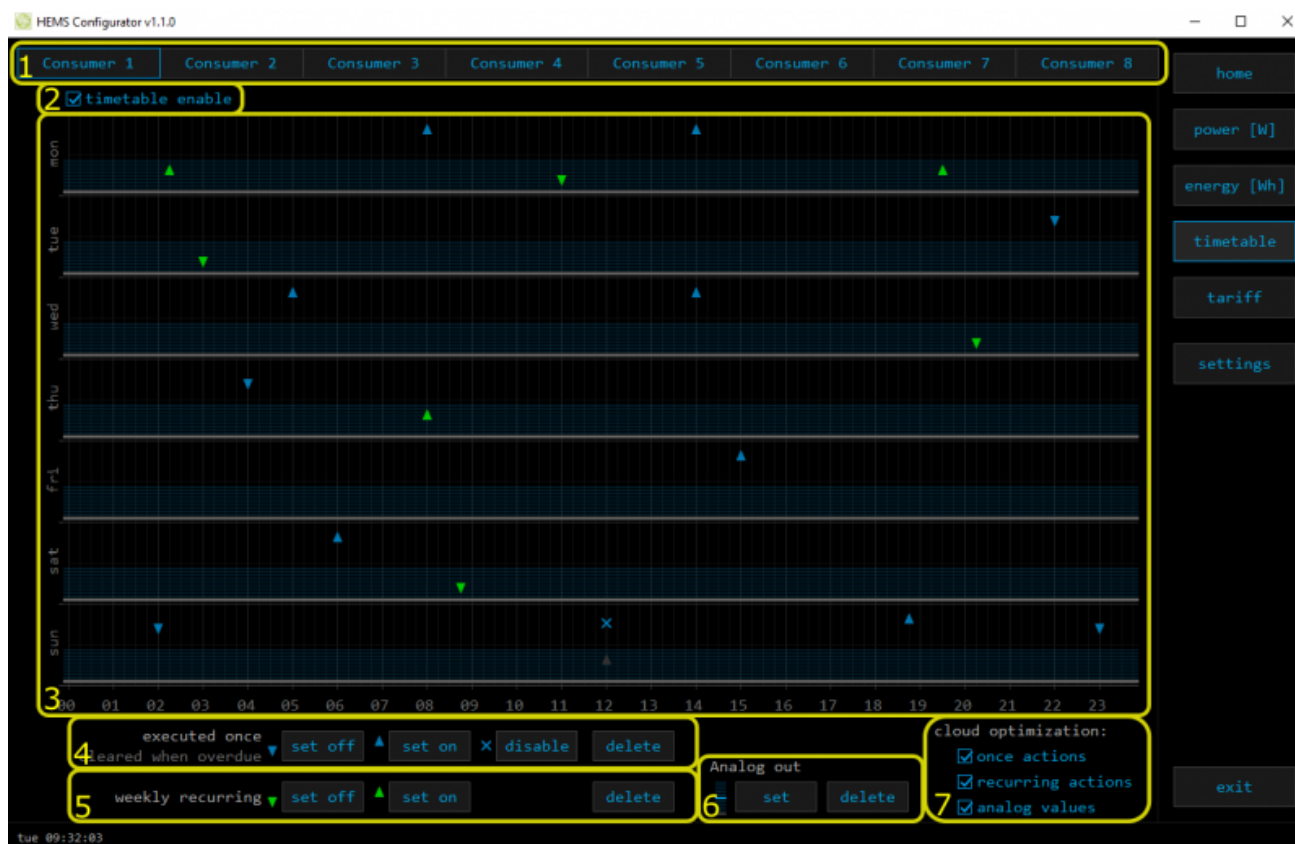 HEMS Configurator v1.1.0
1 Consumer 1 Consumer 2 Consumer 3 Consumer 4 Consumer 5 Consumer 6 Consumer 7 Consumer 8
home
2 timetable enable
power [W]
energy [Wh]
timetable
tariff
settings
mon
tue
wed
thu
fri
sat
sun
3
00 01 02 03 04 05 06 07 08 09 10 11 12 13 14 15 16 17 18 19 20 21 22 23
4
executed once
cleared when overdue
set off set on disable delete
5 weekly recurring set off set on delete
Analog out
6 set delete
cloud optimization:
once actions
recurring actions
7 analog values
exit
tue 09:32:03